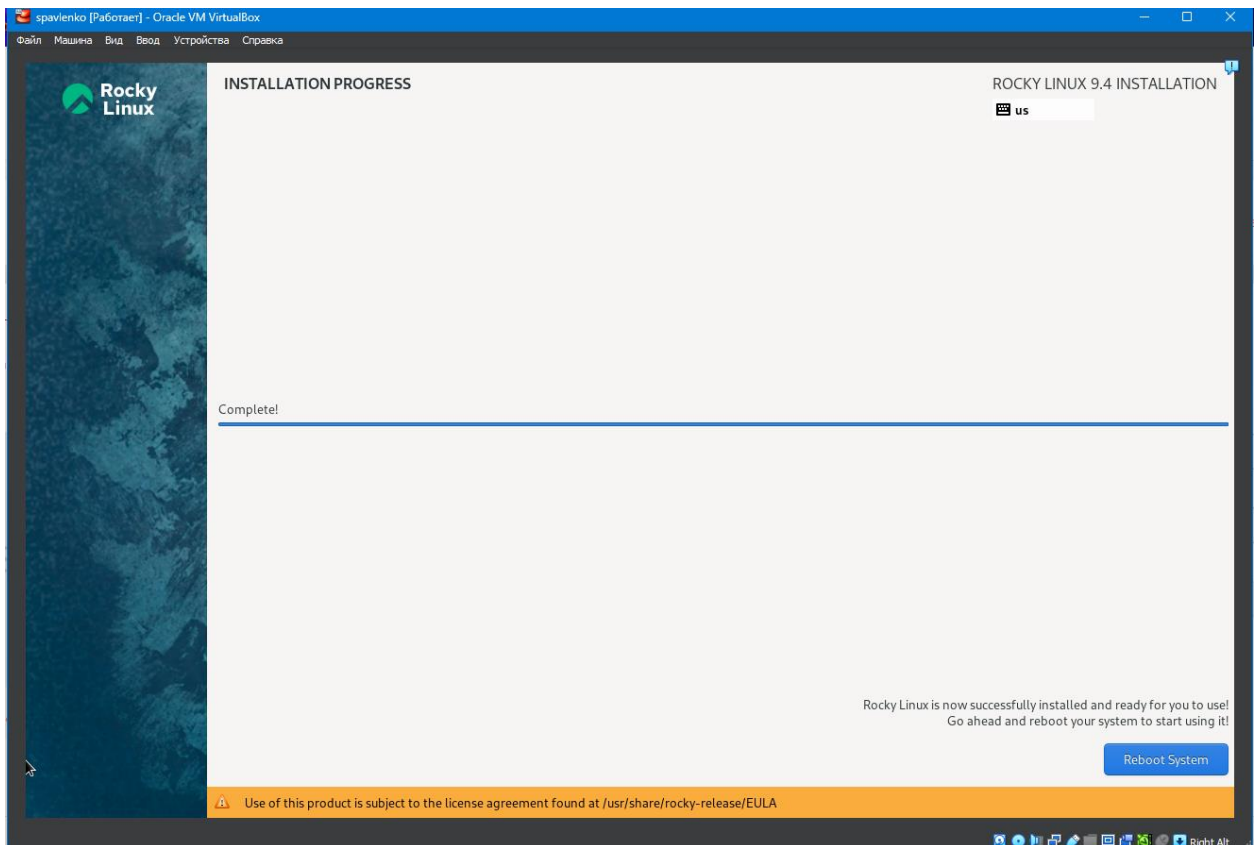 spavlenko [Работает] - Oracle VM VirtualBox
Файл Машина Вид Ввод Устройства Справка
Rocky
Linux
INSTALLATION PROGRESS
ROCKY LINUX 9.4 INSTALLATION
us
Complete!
Rocky Linux is now successfully installed and ready for you to use!
Go ahead and reboot your system to start using it!
Reboot System
Use of this product is subject to the license agreement found at /usr/share/rocky-release/EULA
Right Alt